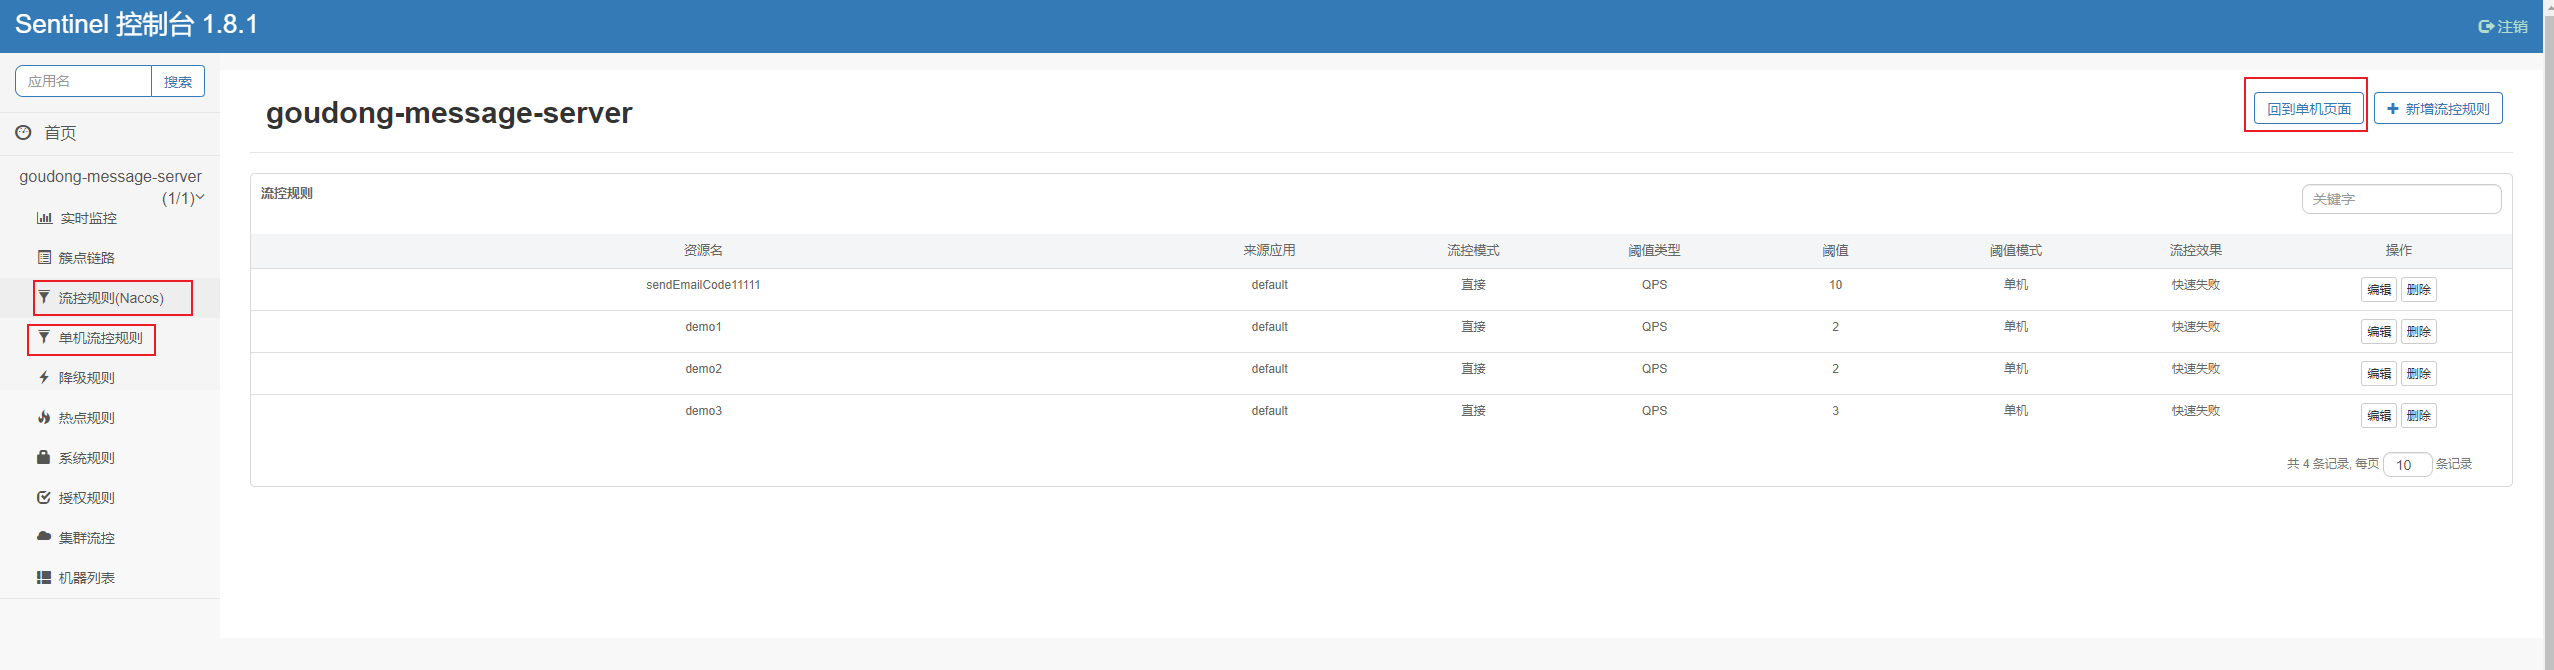 Sentinel 控制台 1.8.1
注销
应用名
搜索
首页
goudong-message-server
(1/1)
实时监控
簇点链路
流控规则(Nacos)
单机流控规则
降级规则
热点规则
系统规则
授权规则
集群流控
机器列表
goudong-message-server
回到单机页面
新增流控规则
流控规则
关键字
资源名 来源应用 流控模式 阈值类型 阈值 阈值模式 流控效果 操作
sendEmailCode11111 default 直接 QPS 10 单机 快速失败 编辑 删除
demo1 default 直接 QPS 2 单机 快速失败 编辑 删除
demo2 default 直接 QPS 2 单机 快速失败 编辑 删除
demo3 default 直接 QPS 3 单机 快速失败 编辑 删除
共 4 条记录, 每页 10 条记录